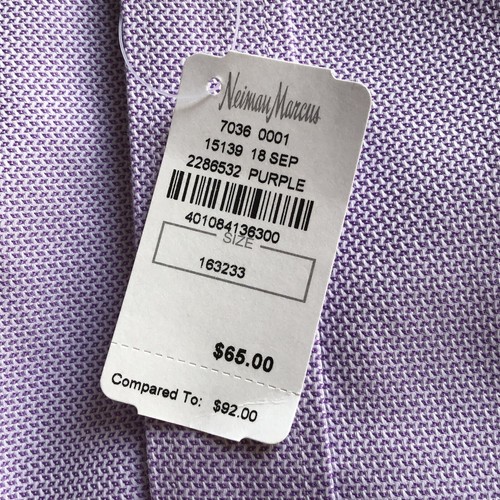 Neiman Marcus
7036 0001
15139 18 SEP
2286532 PURPLE
401084136300
SIZE
163233
$65.00
Compared To: $92.00